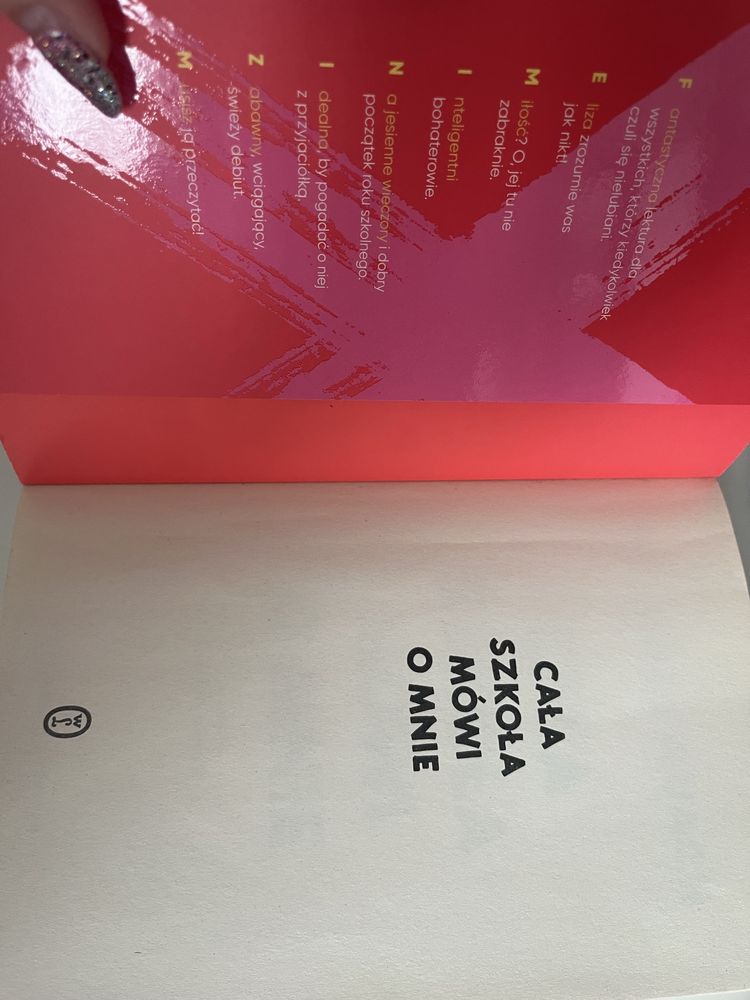 F antastyczna lektura dla
wszystkich, którzy kiedykolwiek
czuli się nielubiani.
E liza zrozumie was
jak nikt!
M iłość? O, jej tu nie
zabraknie.
I nteligentni
bohaterowie.
N a jesienne wieczory i dobry
początek roku szkolnego.
I dealna, by pogadać o niej
z przyjaciółką.
Z abawny, wciągający,
świeży debiut.
M usisz ją przeczytać!
CAŁA
SZKOŁA
MÓWI
O MNIE
WL